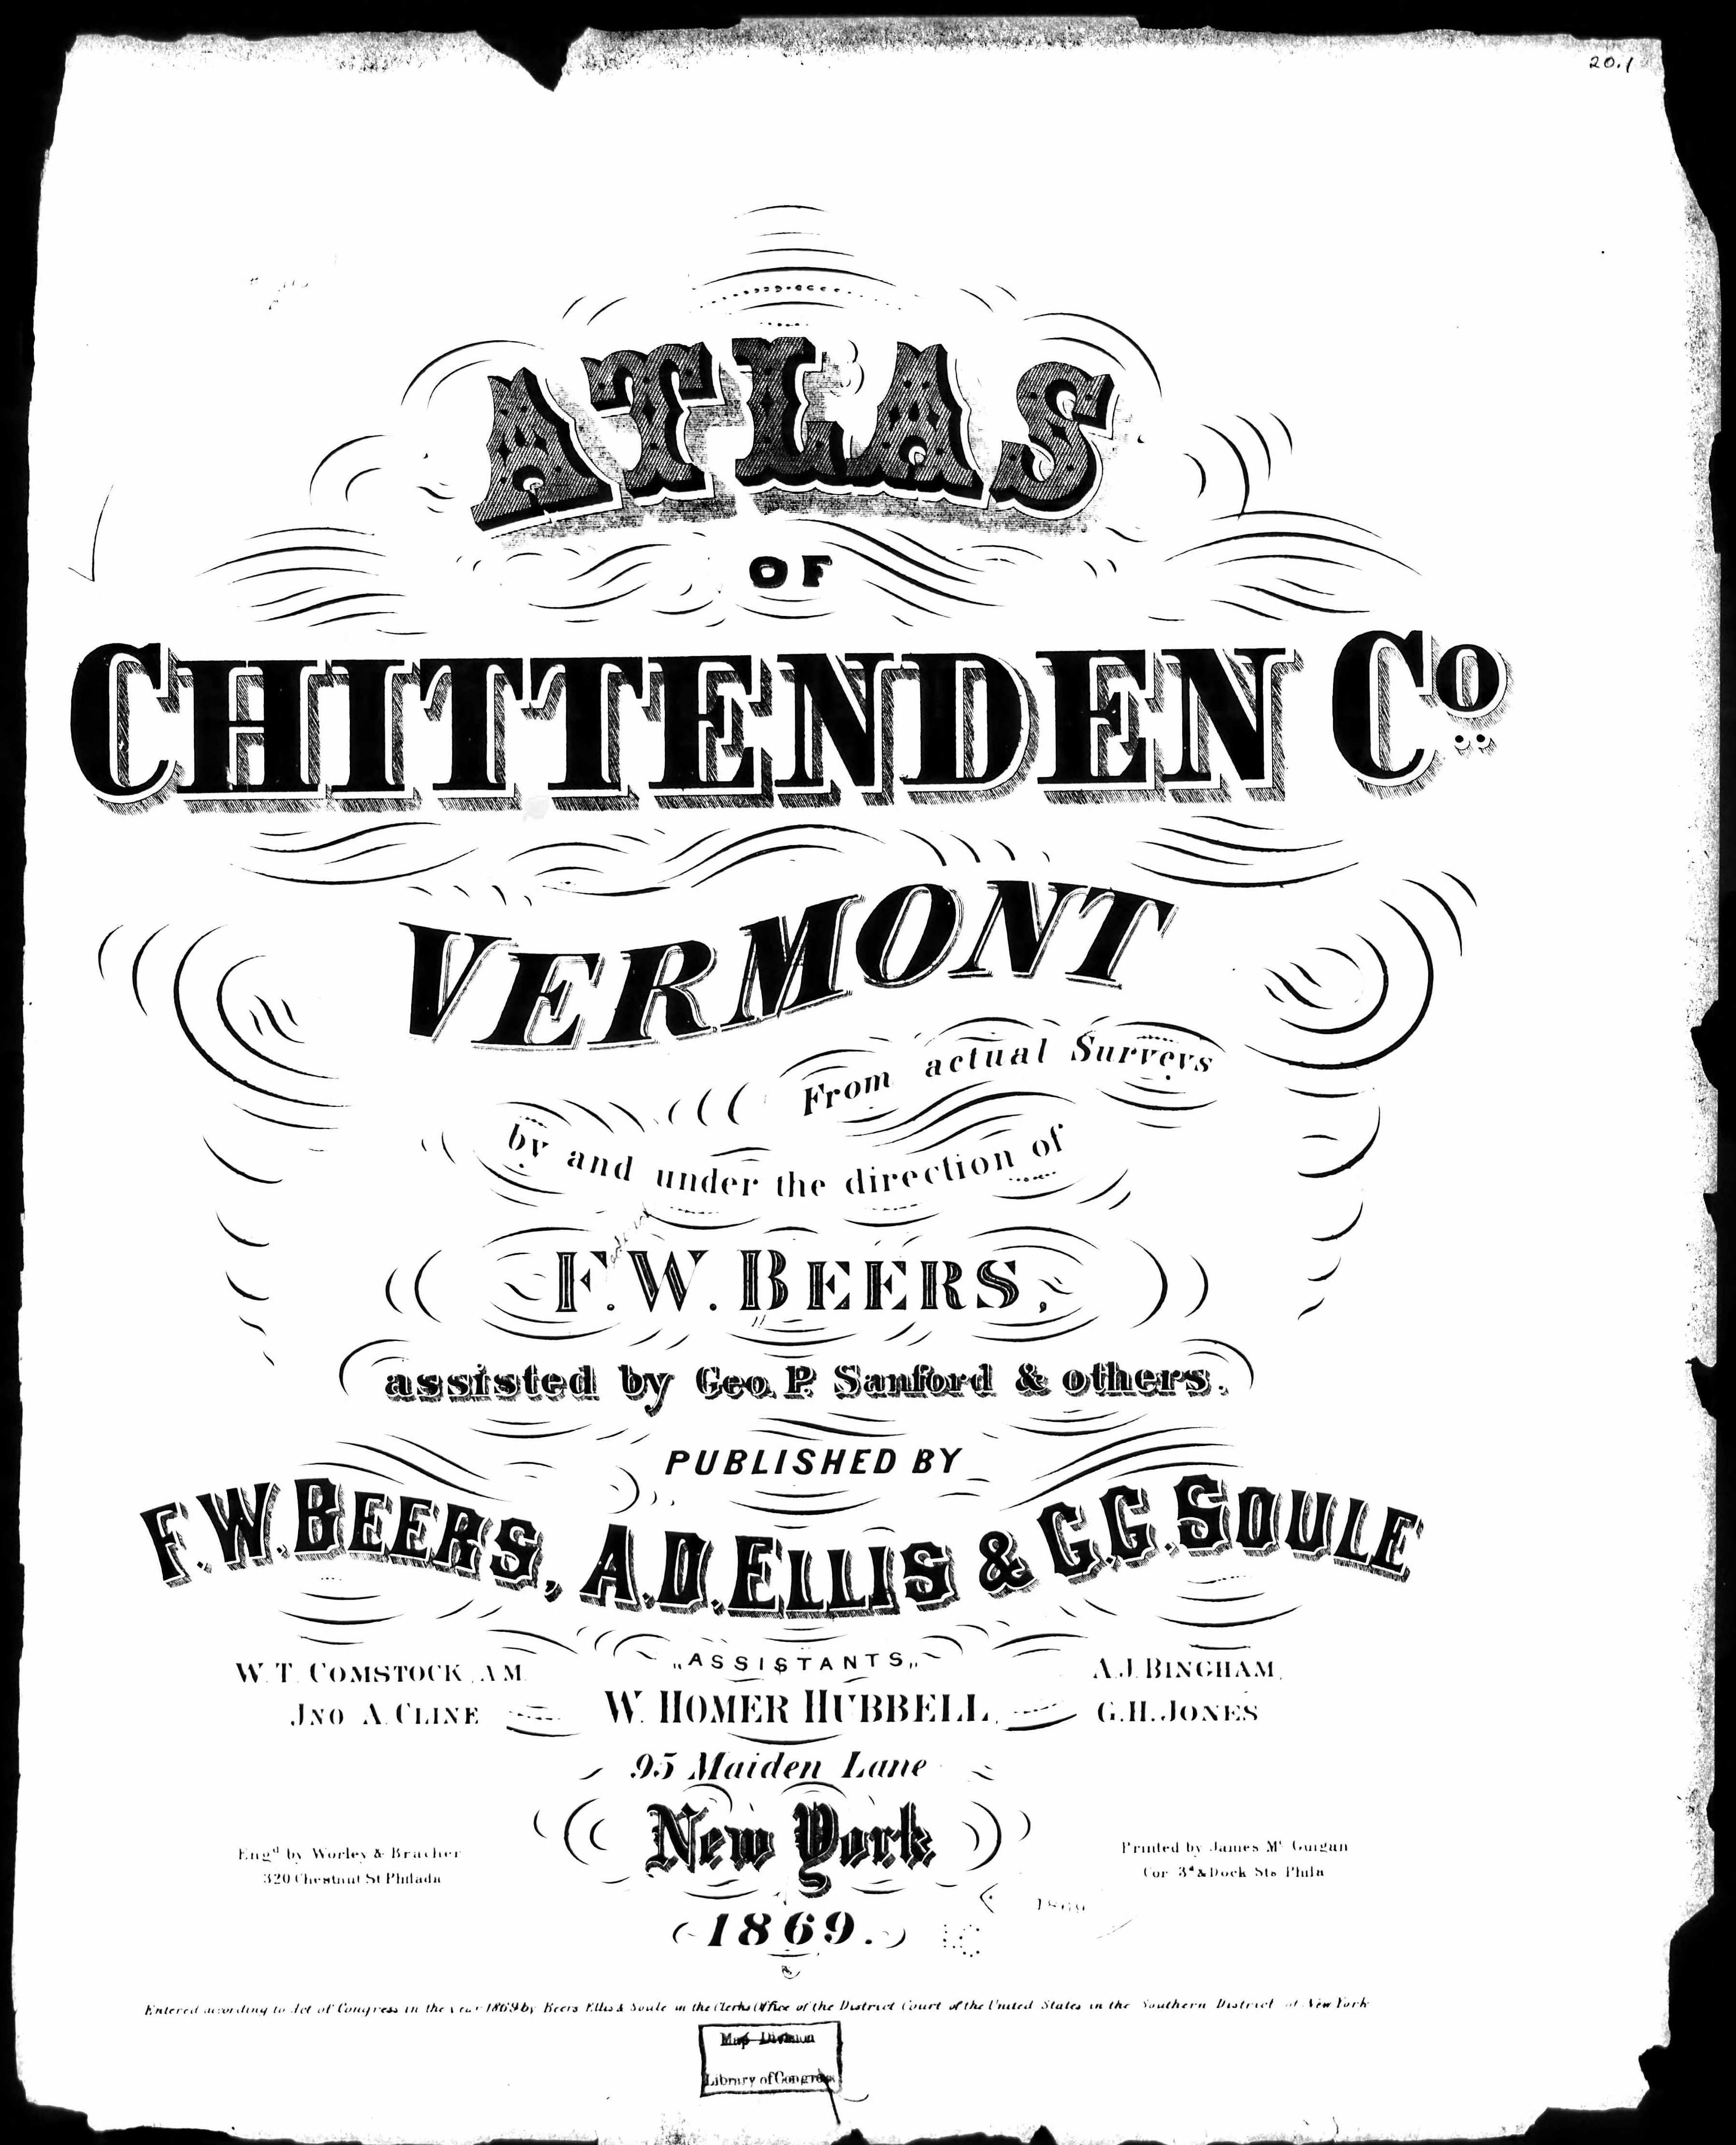 20.1
ATLAS
OF
CHITTENDEN Co.
VERMONT
From actual Surveys
by and under the direction of
F. W. BEERS,
assisted by Geo. P. Sanford & others.
PUBLISHED BY
F. W. BEERS, A. D. ELLIS & G. G. SOULE
„ASSISTANTS„
W. T. COMSTOCK, A M.
A. J. BINGHAM,
JNO A. CLINE
W. HOMER HUBBELL,
G. H. JONES
95 Maiden Lane
New York
Engd by Worley & Bracher
320 Chestnut St Philada
Printed by James Mc Guigan
Cor 3d & Dock Sts Phila
1869.
1869
LC
Entered according to Act of Congress in the year 1869 by Beers Ellis & Soule in the Clerks Office of the District Court of the United States in the Southern District of New York
Map Division
Library of Congress